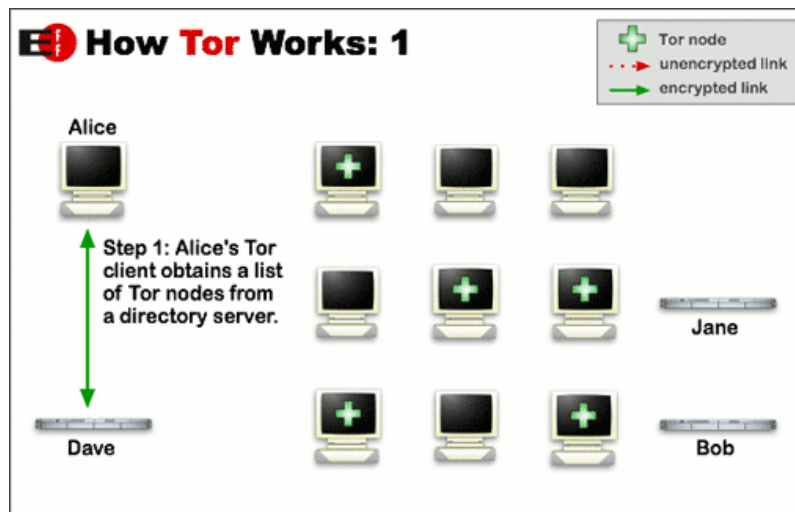 EFF How Tor Works: 1
Tor node
unencrypted link
encrypted link
Alice
Step 1: Alice's Tor
client obtains a list
of Tor nodes from
a directory server.
Jane
Dave
Bob